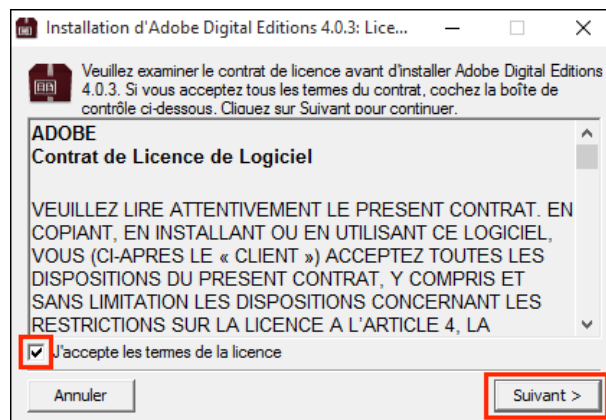 Installation d'Adobe Digital Editions 4.0.3: Lice...
Veuillez examiner le contrat de licence avant d'installer Adobe Digital Editions
4.0.3. Si vous acceptez tous les termes du contrat, cochez la boîte de
contrôle ci-dessous. Cliquez sur Suivant pour continuer.
ADOBE
Contrat de Licence de Logiciel
VEUILLEZ LIRE ATTENTIVEMENT LE PRESENT CONTRAT. EN
COPIANT, EN INSTALLANT OU EN UTILISANT CE LOGICIEL,
VOUS (CI-APRES LE « CLIENT ») ACCEPTEZ TOUTES LES
DISPOSITIONS DU PRESENT CONTRAT, Y COMPRIS ET
SANS LIMITATION LES DISPOSITIONS CONCERNANT LES
RESTRICTIONS SUR LA LICENCE A L'ARTICLE 4, LA
J'accepte les termes de la licence
Annuler
Suivant >